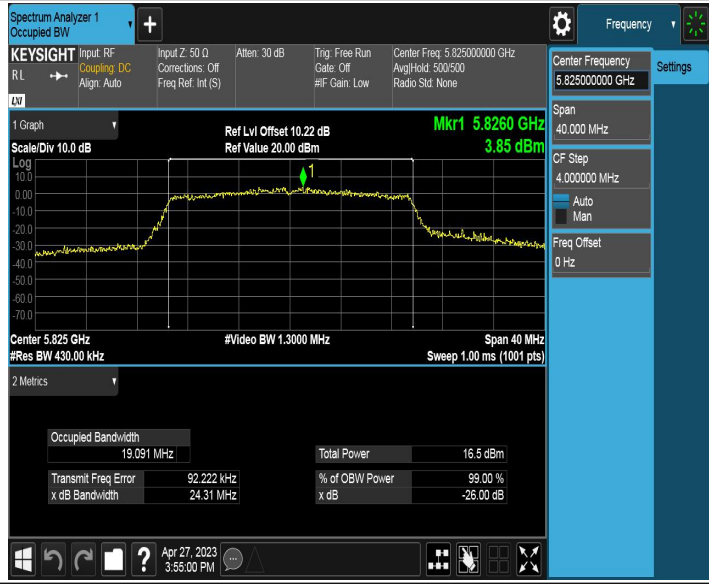 Spectrum Analyzer 1
Occupied BW
Frequency
KEYSIGHT
RL
LXI
Input: RF
Coupling: DC
Align: Auto
Input Z: 50 Ω
Corrections: Off
Freq Ref: Int (S)
Atten: 30 dB
Trig: Free Run
Gate: Off
#IF Gain: Low
Center Freq: 5.825000000 GHz
Avg|Hold: 500/500
Radio Std: None
Center Frequency
5.825000000 GHz
Settings
Span
40.000 MHz
CF Step
4.000000 MHz
Auto
Man
Freq Offset
0 Hz
1 Graph
Scale/Div 10.0 dB
Ref Lvl Offset 10.22 dB
Ref Value 20.00 dBm
Mkr1 5.8260 GHz
3.85 dBm
Log
10.0
0.00
-10.0
-20.0
-30.0
-40.0
-50.0
-60.0
-70.0
1
Center 5.825 GHz
#Res BW 430.00 kHz
#Video BW 1.3000 MHz
Span 40 MHz
Sweep 1.00 ms (1001 pts)
2 Metrics
Occupied Bandwidth
19.091 MHz
Transmit Freq Error 92.222 kHz
x dB Bandwidth 24.31 MHz
Total Power 16.5 dBm
% of OBW Power 99.00 %
x dB -26.00 dB
?
Apr 27, 2023
3:55:00 PM